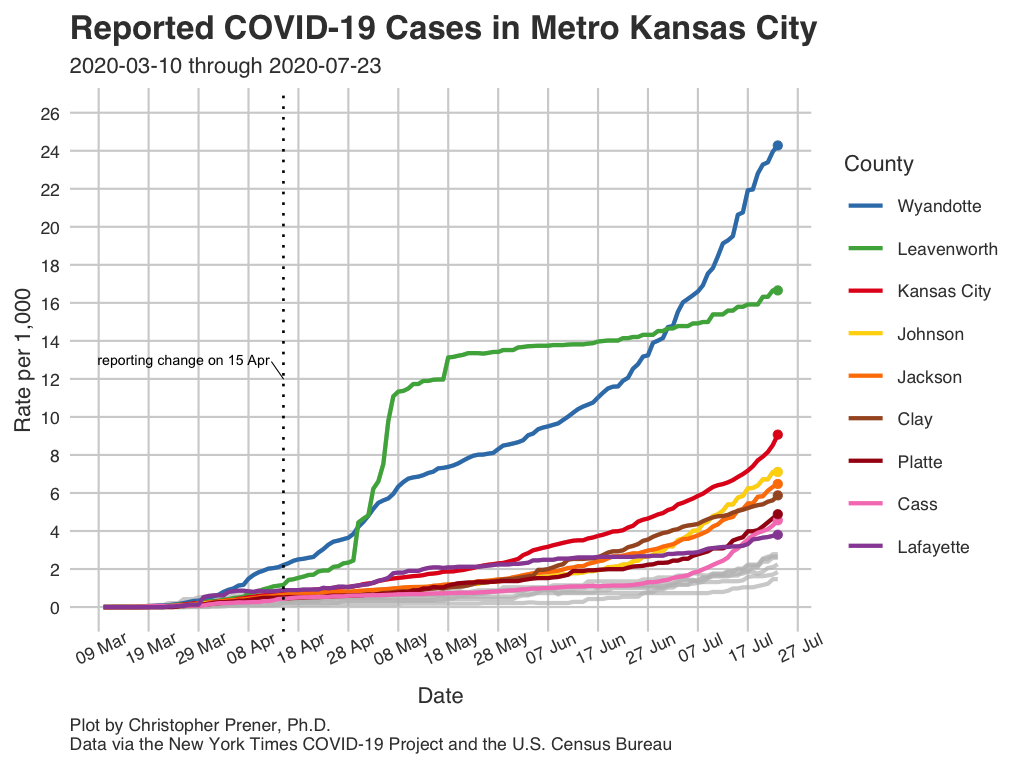 Reported COVID-19 Cases in Metro Kansas City
2020-03-10 through 2020-07-23
Rate per 1,000
26
24
22
20
18
16
14
12
10
8
6
4
2
0
reporting change on 15 Apr
09 Mar
19 Mar
29 Mar
08 Apr
18 Apr
28 Apr
08 May
18 May
28 May
07 Jun
17 Jun
27 Jun
07 Jul
17 Jul
27 Jul
Date
County
Wyandotte
Leavenworth
Kansas City
Johnson
Jackson
Clay
Platte
Cass
Lafayette
Plot by Christopher Prener, Ph.D.
Data via the New York Times COVID-19 Project and the U.S. Census Bureau